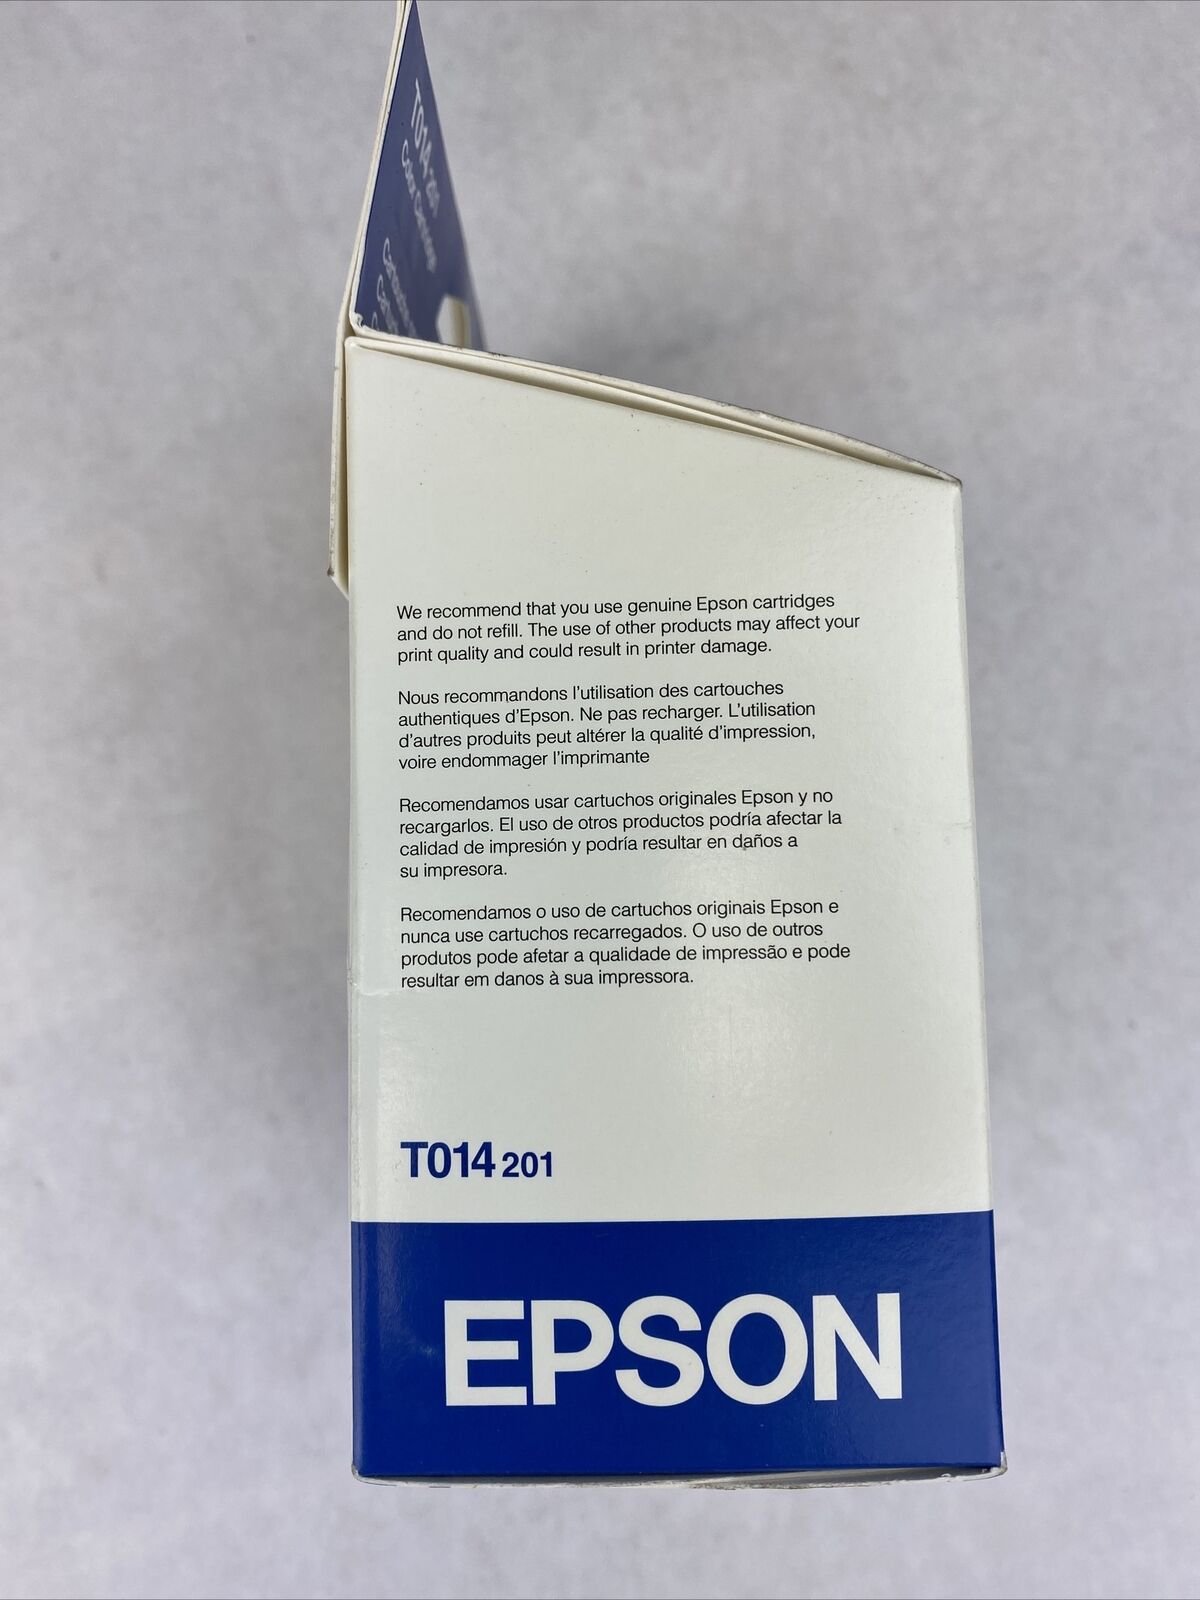 T014 201
Color Cartridge
We recommend that you use genuine Epson cartridges
and do not refill. The use of other products may affect your
print quality and could result in printer damage.
Nous recommandons l'utilisation des cartouches
authentiques d'Epson. Ne pas recharger. L'utilisation
d'autres produits peut altérer la qualité d'impression,
voire endommager l'imprimante
Recomendamos usar cartuchos originales Epson y no
recargarlos. El uso de otros productos podría afectar la
calidad de impresión y podría resultar en daños a
su impresora.
Recomendamos o uso de cartuchos originais Epson e
nunca use cartuchos recarregados. O uso de outros
produtos pode afetar a qualidade de impressão e pode
resultar em danos à sua impressora.
T014 201
EPSON